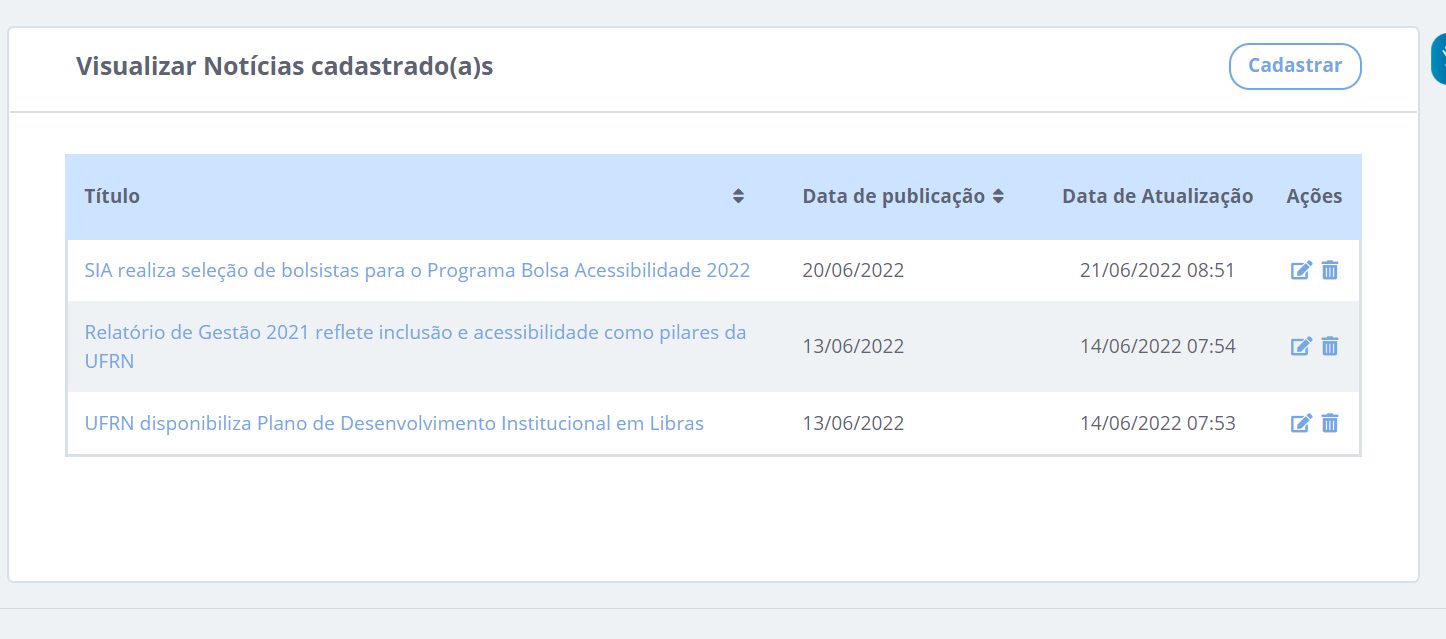 Visualizar Notícias cadastrado(a)s
Cadastrar
Título
Data de publicação
Data de Atualização
Ações
SIA realiza seleção de bolsistas para o Programa Bolsa Acessibilidade 2022
20/06/2022
21/06/2022 08:51
Relatório de Gestão 2021 reflete inclusão e acessibilidade como pilares da
UFRN
13/06/2022
14/06/2022 07:54
UFRN disponibiliza Plano de Desenvolvimento Institucional em Libras
13/06/2022
14/06/2022 07:53